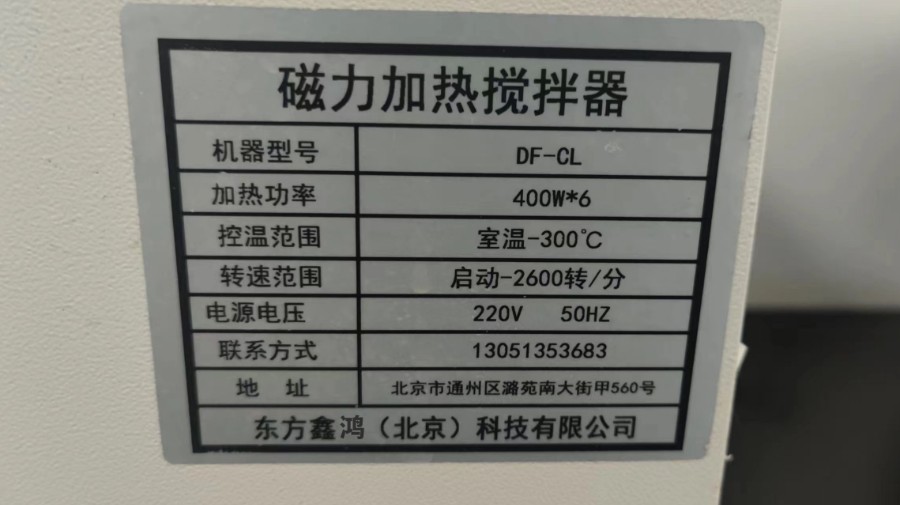 磁力加热搅拌器
机器型号 DF-CL
加热功率 400W*6
控温范围 室温-300℃
转速范围 启动-2600转/分
电源电压 220V 50HZ
联系方式 13051353683
地 址 北京市通州区潞苑南大街甲560号
东方鑫鸿（北京）科技有限公司